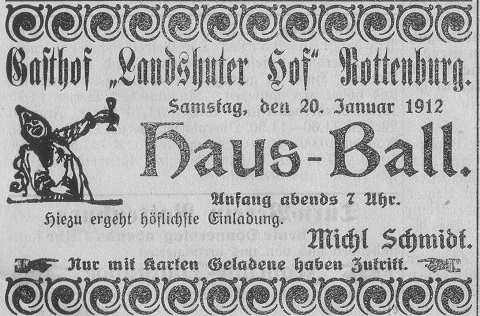 Gasthof „Landshuter Hof" Rottenburg.
Samstag, den 20. Januar 1912
Haus-Ball.
Anfang abends 7 Uhr.
Hiezu ergeht höflichste Einladung.
Michl Schmidt.
Nur mit Karten Geladene haben Zutritt.